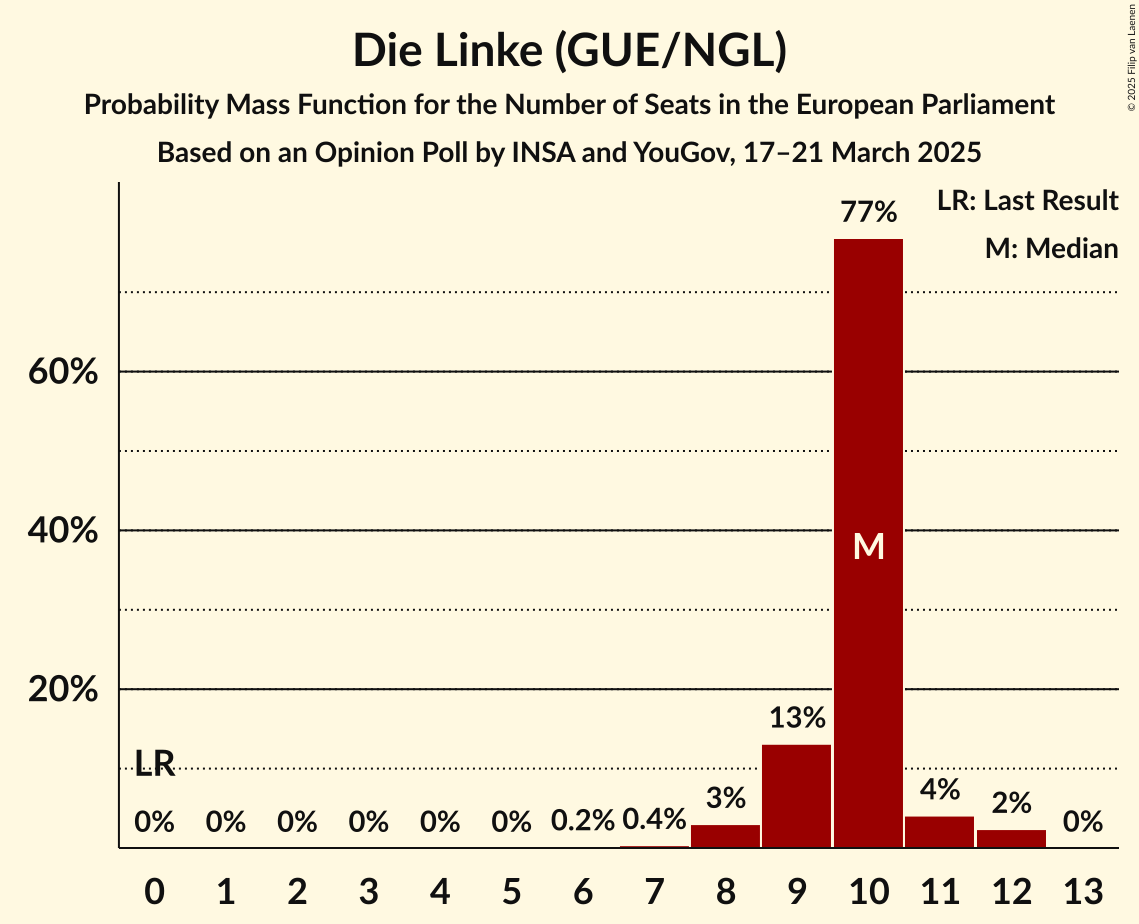 Die Linke (GUE/NGL)
Probability Mass Function for the Number of Seats in the European Parliament
Based on an Opinion Poll by INSA and YouGov, 17–21 March 2025
© 2025 Filip van Laenen
LR: Last Result
M: Median
77%
60%
40%
20%
M
LR
0% 0% 0% 0% 0% 0% 0.2% 0.4% 3% 13% 4% 2% 0%
0 1 2 3 4 5 6 7 8 9 10 11 12 13